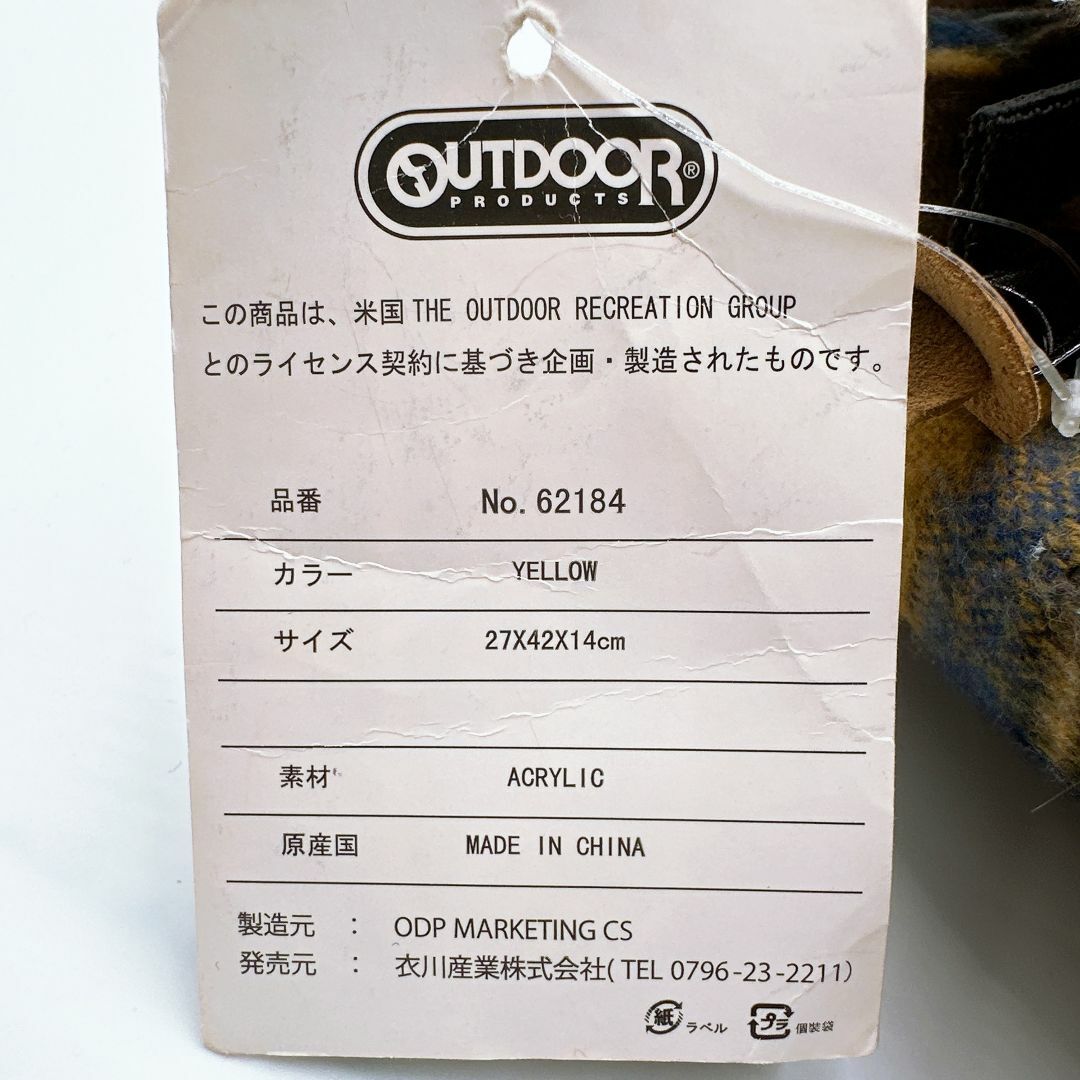 OUTDOOR®
PRODUCTS
この商品は、米国 THE OUTDOOR RECREATION GROUP
とのライセンス契約に基づき企画・製造されたものです。
品番 No. 62184
カラー YELLOW
サイズ 27X42X14cm
素材 ACRYLIC
原産国 MADE IN CHINA
製造元 : ODP MARKETING CS
発売元 : 衣川産業株式会社( TEL 0796-23-2211)
紙 ラベル プラ 個装袋